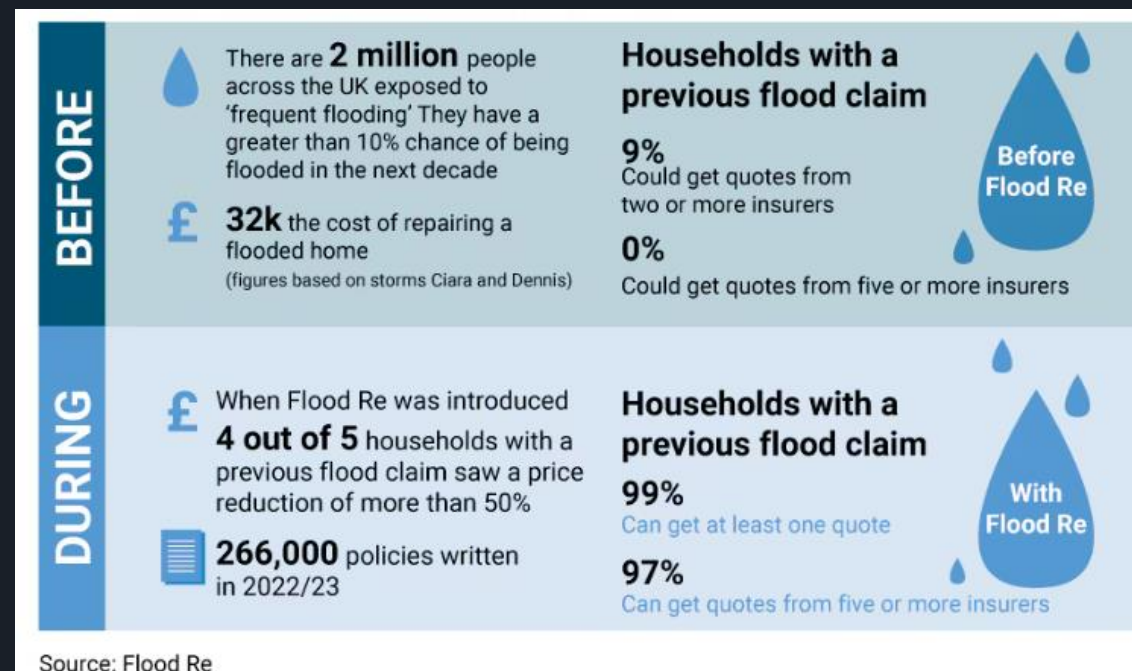 BEFORE
There are 2 million people
across the UK exposed to
‘frequent flooding’ They have a
greater than 10% chance of being
flooded in the next decade
£
32k the cost of repairing a
flooded home
(figures based on storms Ciara and Dennis)
Households with a
previous flood claim
9%
Could get quotes from
two or more insurers
0%
Could get quotes from five or more insurers
Before
Flood Re
DURING
£
When Flood Re was introduced
4 out of 5 households with a
previous flood claim saw a price
reduction of more than 50%
266,000 policies written
in 2022/23
Households with a
previous flood claim
99%
Can get at least one quote
97%
Can get quotes from five or more insurers
With
Flood Re
Source: Flood Re